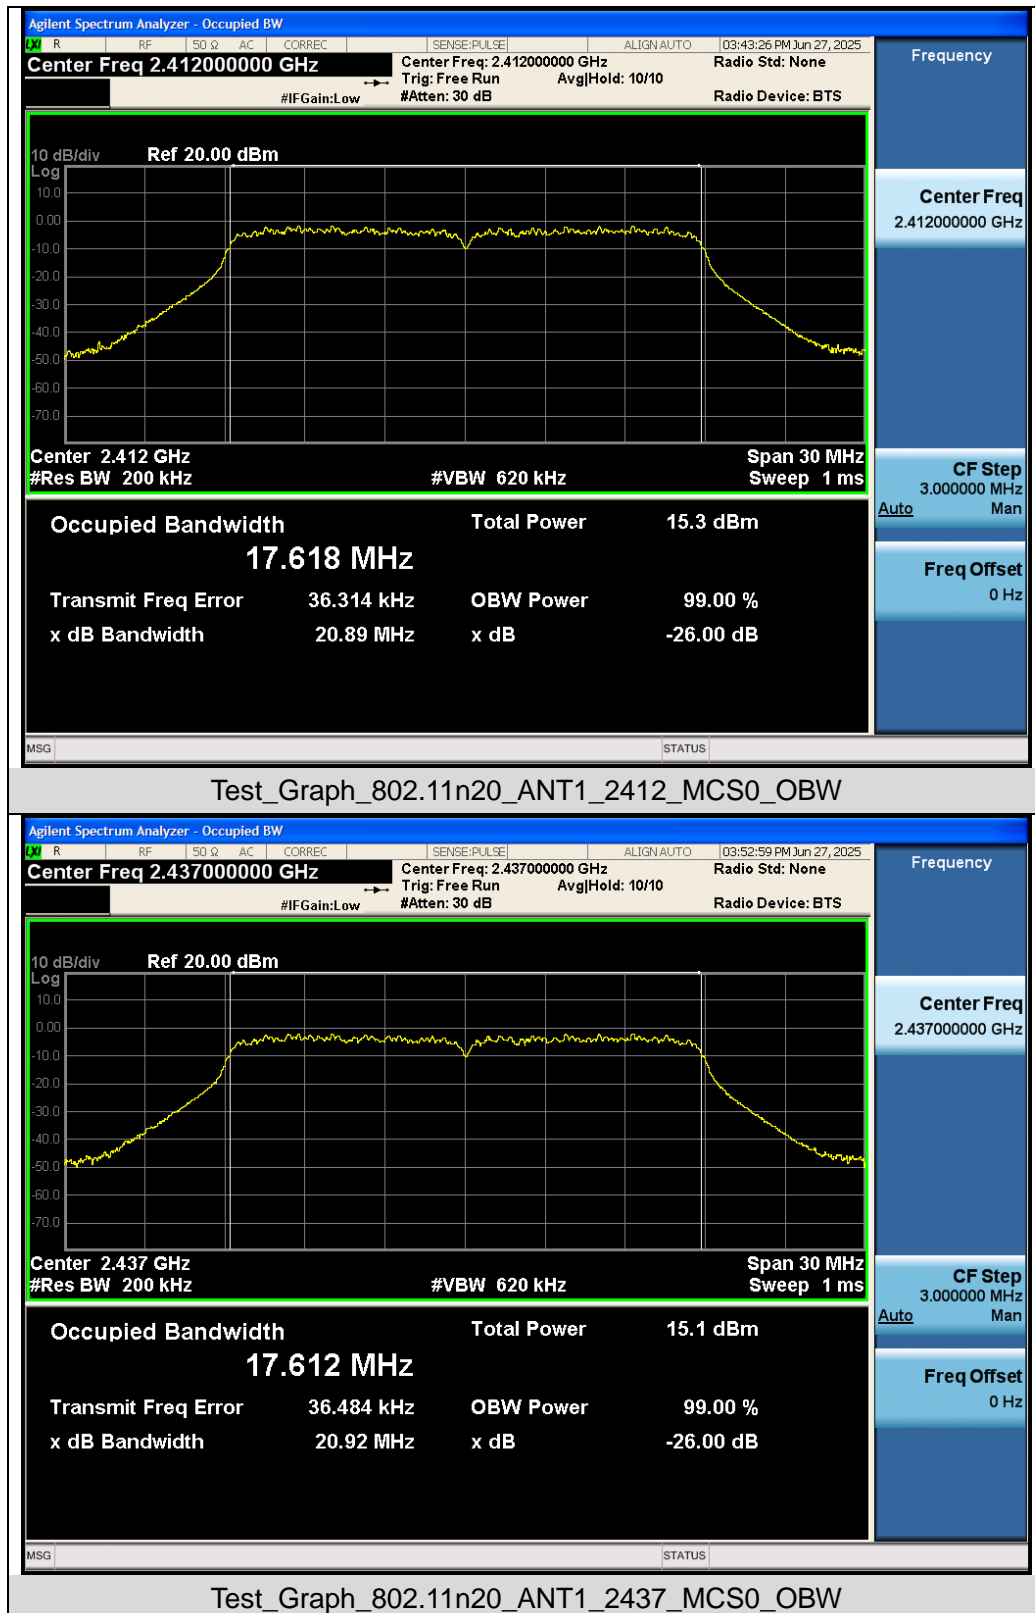 Agilent Spectrum Analyzer - Occupied BW
LXI R RF 50 Ω AC CORREC SENSE:PULSE ALIGN AUTO 03:43:26 PM Jun 27, 2025
Center Freq 2.412000000 GHz
Center Freq: 2.412000000 GHz
Radio Std: None
Trig: Free Run Avg|Hold: 10/10
#IFGain:Low #Atten: 30 dB Radio Device: BTS
Frequency
10 dB/div Ref 20.00 dBm
Log
10.0
0.00
-10.0
-20.0
-30.0
-40.0
-50.0
-60.0
-70.0
Center Freq
2.412000000 GHz
Center 2.412 GHz Span 30 MHz
#Res BW 200 kHz #VBW 620 kHz Sweep 1 ms
CF Step
3.000000 MHz
Auto Man
Occupied Bandwidth Total Power 15.3 dBm
17.618 MHz
Transmit Freq Error 36.314 kHz OBW Power 99.00 %
x dB Bandwidth 20.89 MHz x dB -26.00 dB
Freq Offset
0 Hz
MSG STATUS
Test_Graph_802.11n20_ANT1_2412_MCS0_OBW
Agilent Spectrum Analyzer - Occupied BW
LXI R RF 50 Ω AC CORREC SENSE:PULSE ALIGN AUTO 03:52:59 PM Jun 27, 2025
Center Freq 2.437000000 GHz
Center Freq: 2.437000000 GHz
Radio Std: None
Trig: Free Run Avg|Hold: 10/10
#IFGain:Low #Atten: 30 dB Radio Device: BTS
Frequency
10 dB/div Ref 20.00 dBm
Log
10.0
0.00
-10.0
-20.0
-30.0
-40.0
-50.0
-60.0
-70.0
Center Freq
2.437000000 GHz
Center 2.437 GHz Span 30 MHz
#Res BW 200 kHz #VBW 620 kHz Sweep 1 ms
CF Step
3.000000 MHz
Auto Man
Occupied Bandwidth Total Power 15.1 dBm
17.612 MHz
Transmit Freq Error 36.484 kHz OBW Power 99.00 %
x dB Bandwidth 20.92 MHz x dB -26.00 dB
Freq Offset
0 Hz
MSG STATUS
Test_Graph_802.11n20_ANT1_2437_MCS0_OBW